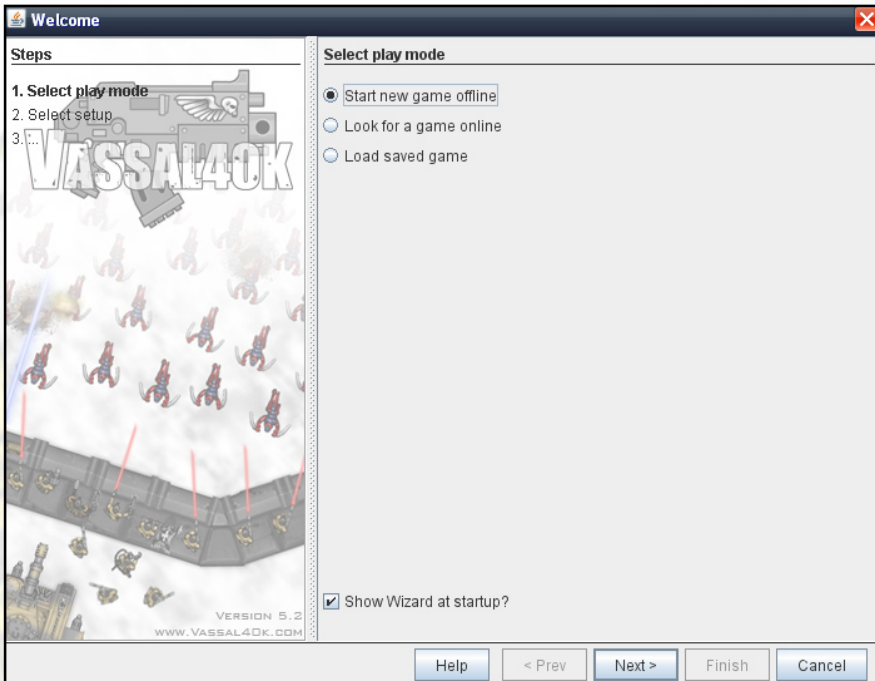 Welcome
Steps
1. Select play mode
2. Select setup
3. ...
VASSAL40K
VERSION 5.2
WWW.VASSAL40K.COM
Select play mode
Start new game offline
Look for a game online
Load saved game
Show Wizard at startup?
Help
< Prev
Next >
Finish
Cancel